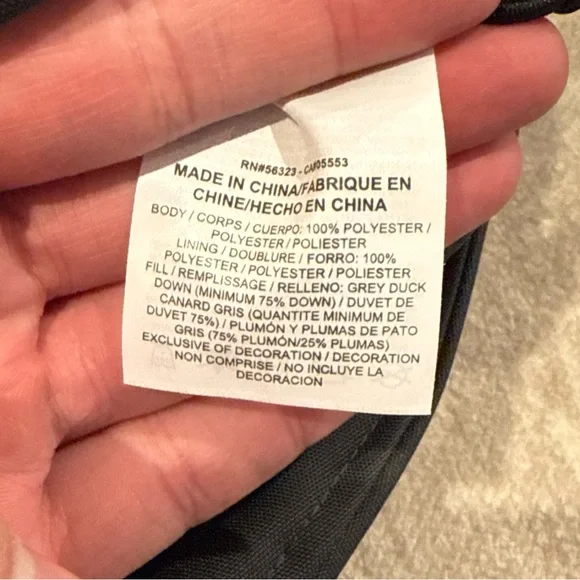 RN#56323 - CA#05553
MADE IN CHINA/FABRIQUE EN
CHINE/HECHO EN CHINA
BODY / CORPS / CUERPO: 100% POLYESTER /
POLYESTER / POLIESTER
LINING / DOUBLURE / FORRO: 100%
POLYESTER / POLYESTER / POLIESTER
FILL / REMPLISSAGE / RELLENO: GREY DUCK
DOWN (MINIMUM 75% DOWN) / DUVET DE
CANARD GRIS (QUANTITE MINIMUM DE
DUVET 75%) / PLUMÓN Y PLUMAS DE PATO
GRIS (75% PLUMÓN/25% PLUMAS)
EXCLUSIVE OF DECORATION / DECORATION
NON COMPRISE / NO INCLUYE LA
DECORACION